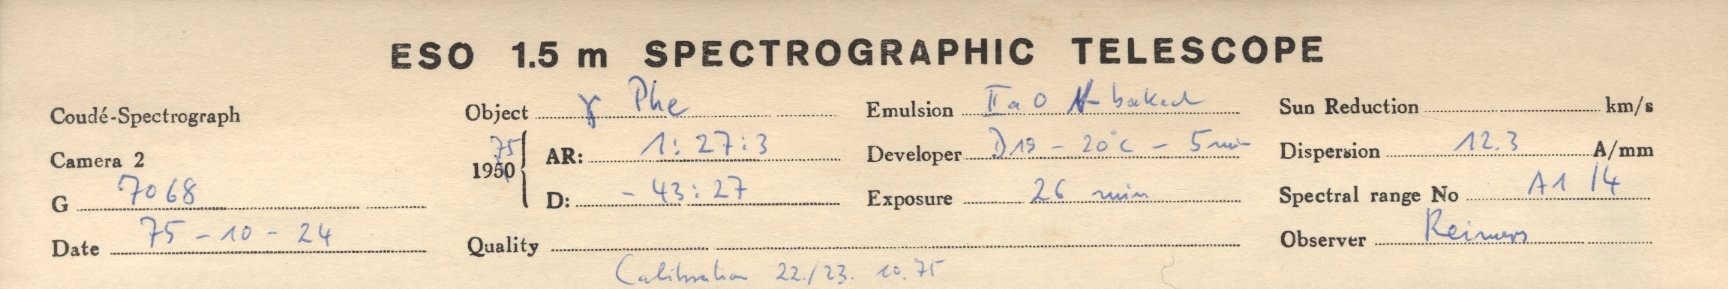 ESO 1.5 m SPECTROGRAPHIC TELESCOPE
Coudé-Spectrograph Object γ Phe Emulsion IIaO N-baked Sun Reduction km/s
Camera 2 1950 75 AR: 1:27:3 Developer D19 - 20°C - 5 min Dispersion 12.3 A/mm
G 7068 D: - 43:27 Exposure 26 min Spectral range No A1 /4
Date 75 - 10 - 24 Quality Observer Reimers
Calibration 22./23. 10.75